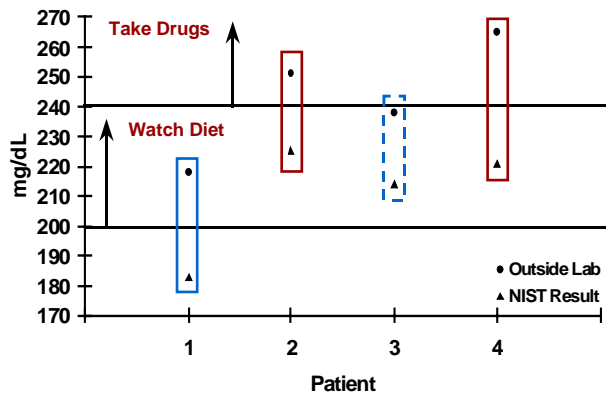 270
Take Drugs
260
250
240
Watch Diet
230
220
210
200
190
180
170
mg/dL
Outside Lab
NIST Result
1 2 3 4
Patient